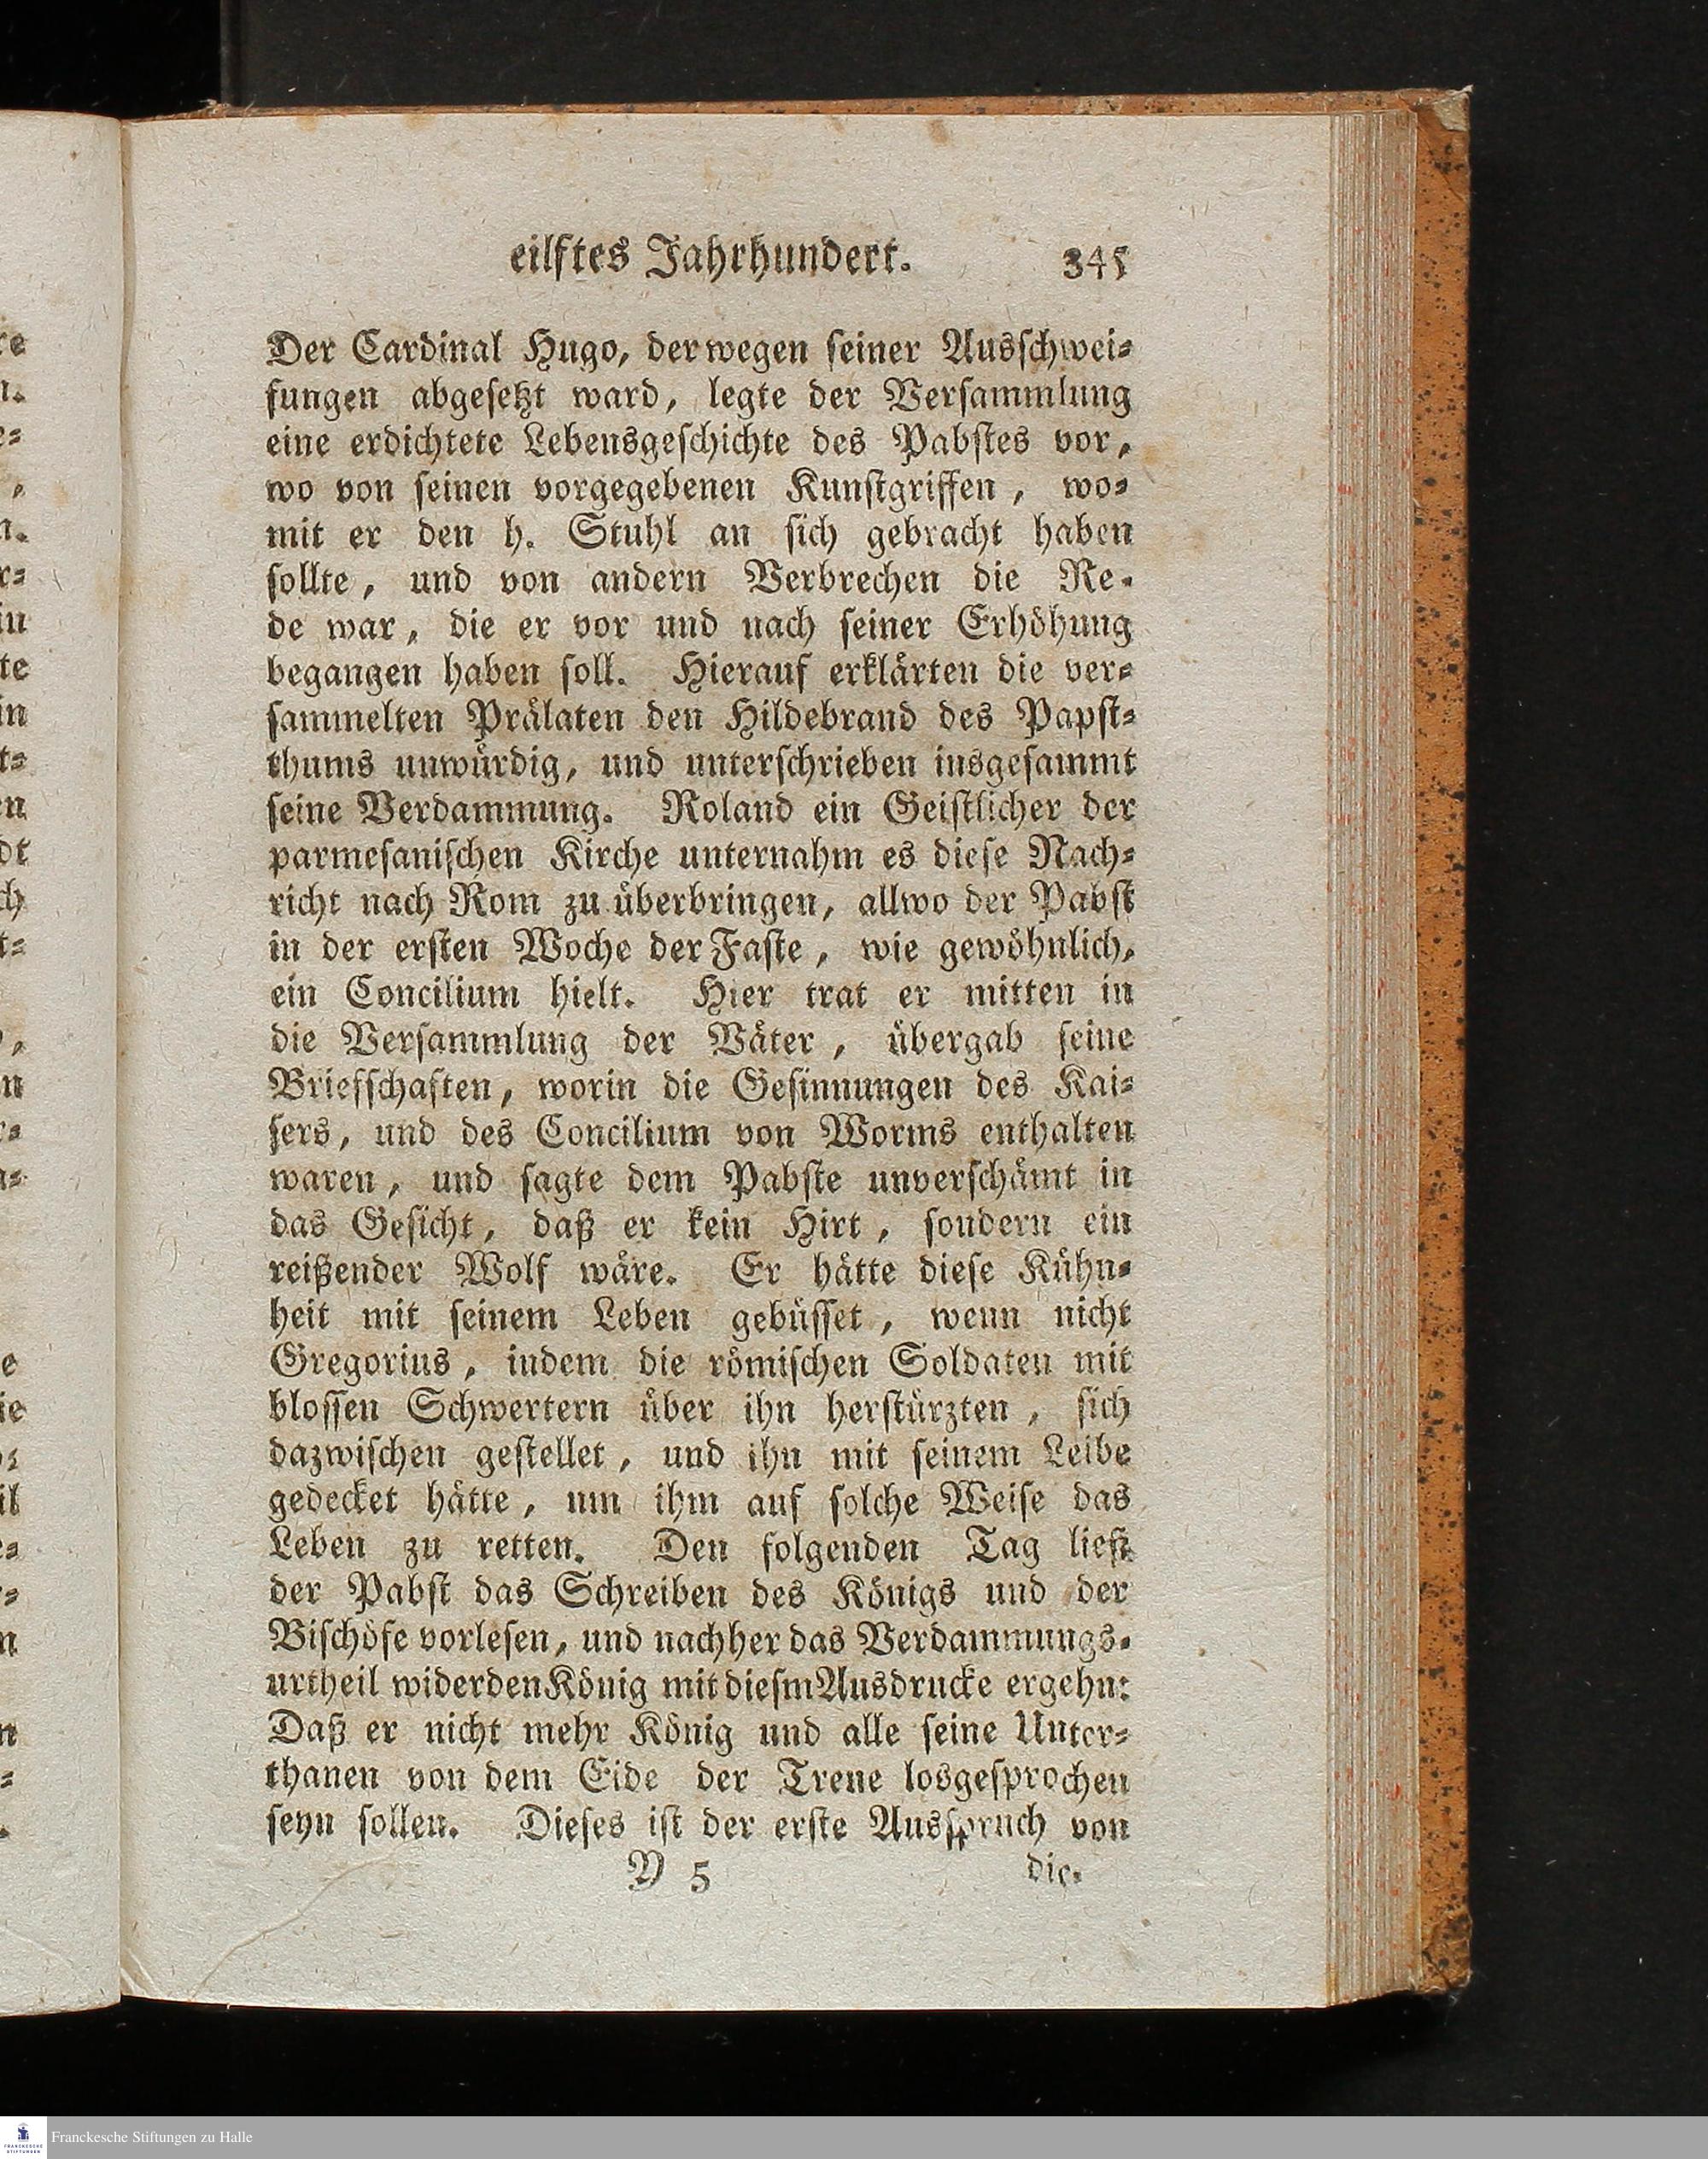 eilftes Jahrhundert. 345
Der Cardinal Hugo, der wegen seiner Ausschwei-
fungen abgesetzt ward, legte der Versammlung
eine erdichtete Lebensgeschichte des Pabstes vor,
wo von seinen vorgegebenen Kunstgriffen, wo-
mit er den h. Stuhl an sich gebracht haben
sollte, und von andern Verbrechen die Re-
de war, die er vor und nach seiner Erhöhung
begangen haben soll. Hierauf erklärten die ver-
sammelten Prälaten den Hildebrand des Papst-
thums unwürdig, und unterschrieben insgesammt
seine Verdammung. Roland ein Geistlicher der
parmesanischen Kirche unternahm es diese Nach-
richt nach Rom zu überbringen, allwo der Pabst
in der ersten Woche der Faste, wie gewöhnlich,
ein Concilium hielt. Hier trat er mitten in
die Versammlung der Väter, übergab seine
Briefschaften, worin die Gesinnungen des Kai-
sers, und des Concilium von Worms enthalten
waren, und sagte dem Pabste unverschämt in
das Gesicht, daß er kein Hirt, sondern ein
reißender Wolf wäre. Er hätte diese Kühn-
heit mit seinem Leben gebüsset, wenn nicht
Gregorius, indem die römischen Soldaten mit
blossen Schwertern über ihn herstürzten, sich
dazwischen gestellet, und ihn mit seinem Leibe
gedecket hätte, um ihm auf solche Weise das
Leben zu retten. Den folgenden Tag ließ
der Pabst das Schreiben des Königs und der
Bischöfe vorlesen, und nachher das Verdammungs-
urtheil wider den König mit diesm Ausdrucke ergehn:
Daß er nicht mehr König und alle seine Unter-
thanen von dem Eide der Treue losgesprochen
seyn sollen. Dieses ist der erste Ausspruch von
Y 5 die-
Franckesche Stiftungen zu Halle